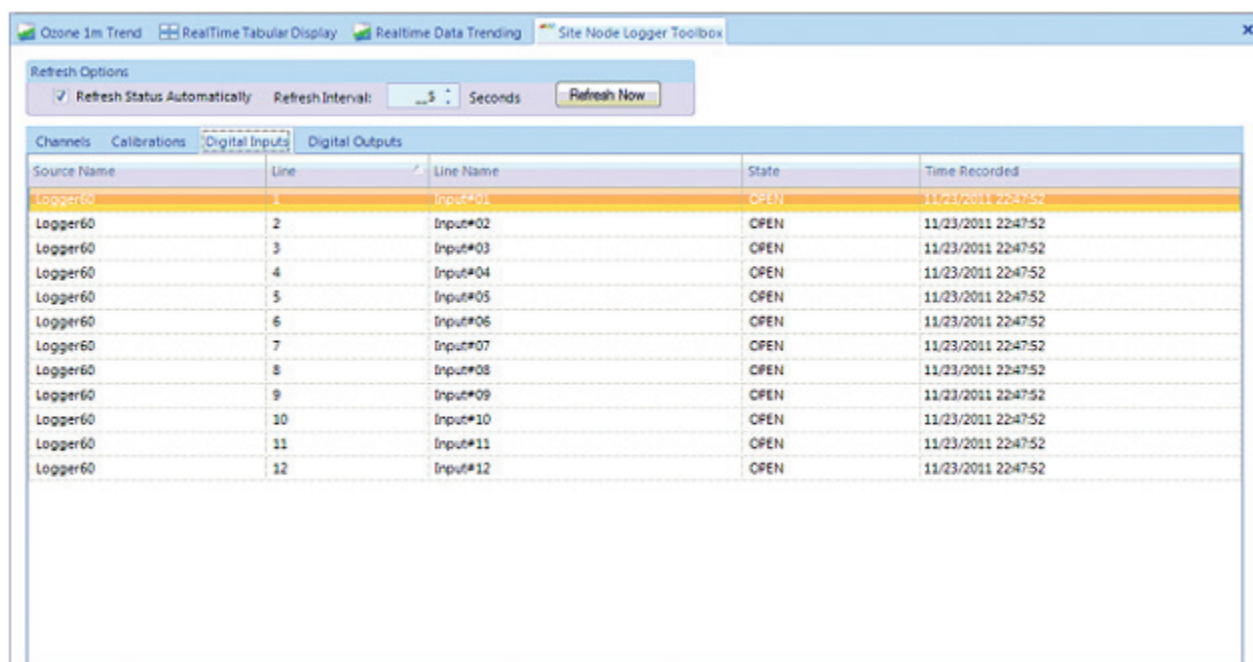 Ozone 1m Trend RealTime Tabular Display Realtime Data Trending Site Node Logger Toolbox x
Refresh Options
Refresh Status Automatically Refresh Interval: __5 Seconds Refresh Now
Channels Calibrations Digital Inputs Digital Outputs
Source Name Line Line Name State Time Recorded
Logger60 1 Input#01 OPEN 11/23/2011 22:47:52
Logger60 2 Input#02 OPEN 11/23/2011 22:47:52
Logger60 3 Input#03 OPEN 11/23/2011 22:47:52
Logger60 4 Input#04 OPEN 11/23/2011 22:47:52
Logger60 5 Input#05 OPEN 11/23/2011 22:47:52
Logger60 6 Input#06 OPEN 11/23/2011 22:47:52
Logger60 7 Input#07 OPEN 11/23/2011 22:47:52
Logger60 8 Input#08 OPEN 11/23/2011 22:47:52
Logger60 9 Input#09 OPEN 11/23/2011 22:47:52
Logger60 10 Input#10 OPEN 11/23/2011 22:47:52
Logger60 11 Input#11 OPEN 11/23/2011 22:47:52
Logger60 12 Input#12 OPEN 11/23/2011 22:47:52